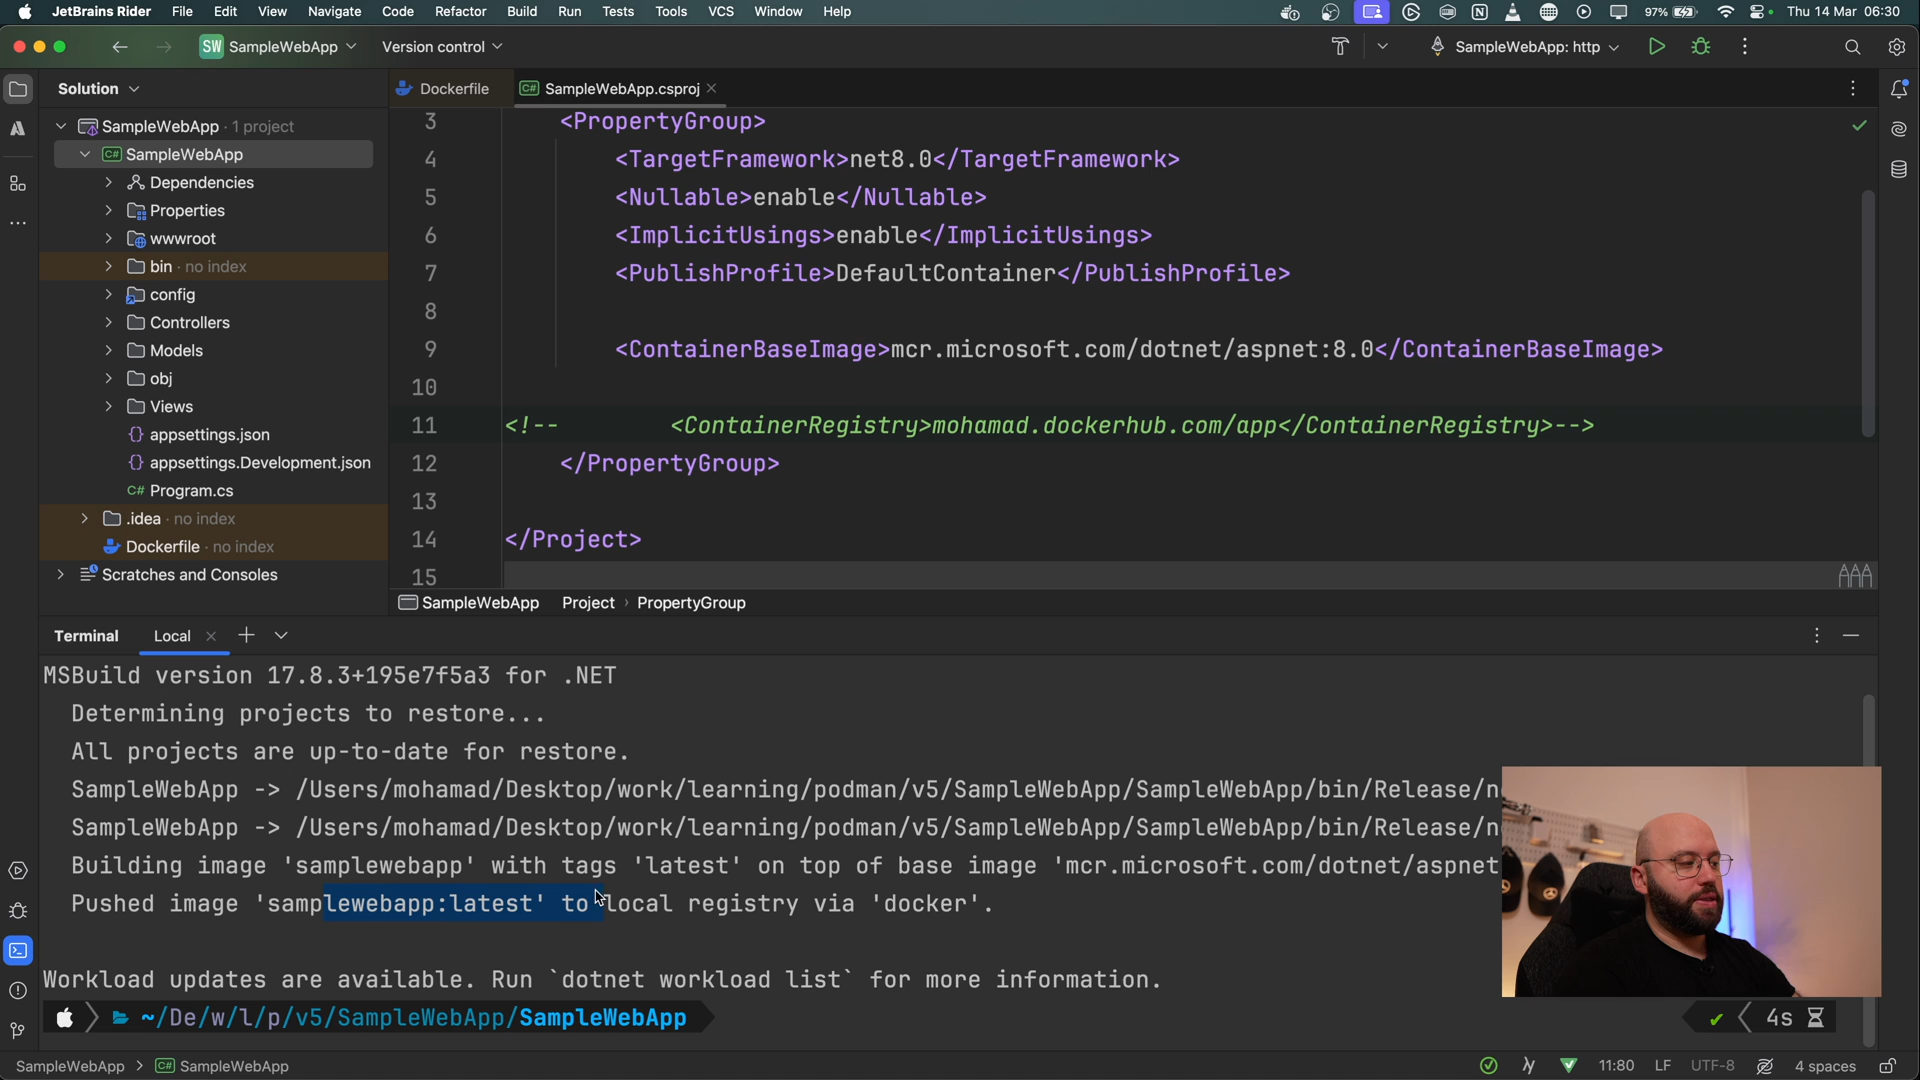 JetBrains Rider File Edit View Navigate Code Refactor Build Run Tests Tools VCS Window Help 97% Thu 14 Mar 06:30
SW SampleWebApp Version control SampleWebApp: http
Solution
Dockerfile
C# SampleWebApp.csproj
SampleWebApp · 1 project
C# SampleWebApp
Dependencies
Properties
wwwroot
bin · no index
config
Controllers
Models
obj
Views
{} appsettings.json
{} appsettings.Development.json
C# Program.cs
.idea · no index
Dockerfile · no index
Scratches and Consoles
3 <PropertyGroup>
4 <TargetFramework>net8.0</TargetFramework>
5 <Nullable>enable</Nullable>
6 <ImplicitUsings>enable</ImplicitUsings>
7 <PublishProfile>DefaultContainer</PublishProfile>
8
9 <ContainerBaseImage>mcr.microsoft.com/dotnet/aspnet:8.0</ContainerBaseImage>
10
11 <!-- <ContainerRegistry>mohamad.dockerhub.com/app</ContainerRegistry>-->
12 </PropertyGroup>
13
14 </Project>
15
SampleWebApp Project › PropertyGroup
Terminal Local
MSBuild version 17.8.3+195e7f5a3 for .NET
Determining projects to restore...
All projects are up-to-date for restore.
SampleWebApp -> /Users/mohamad/Desktop/work/learning/podman/v5/SampleWebApp/SampleWebApp/bin/Release/n
SampleWebApp -> /Users/mohamad/Desktop/work/learning/podman/v5/SampleWebApp/SampleWebApp/bin/Release/n
Building image 'samplewebapp' with tags 'latest' on top of base image 'mcr.microsoft.com/dotnet/aspnet
Pushed image 'samplewebapp:latest' to local registry via 'docker'.
Workload updates are available. Run `dotnet workload list` for more information.
~/De/w/l/p/v5/SampleWebApp/SampleWebApp ✔ 4s
SampleWebApp › C# SampleWebApp 11:80 LF UTF-8 4 spaces